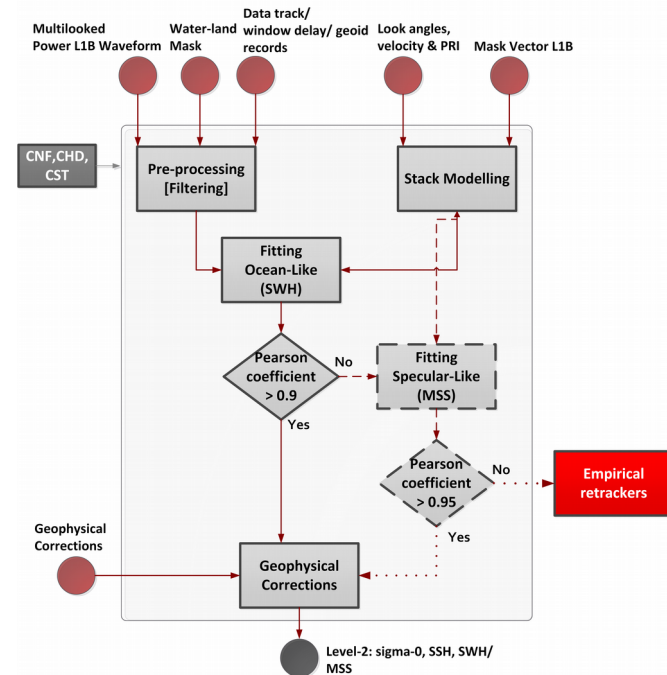 Multilooked
Power L1B Waveform
Water-land
Mask
Data track/
window delay/ geoid
records
Look angles,
velocity & PRI
Mask Vector L1B
CNF,CHD,
CST
Pre-processing
[Filtering]
Stack Modelling
Fitting
Ocean-Like
(SWH)
Pearson
coefficient
> 0.9
No
Yes
Fitting
Specular-Like
(MSS)
Pearson
coefficient
> 0.95
No
Yes
Empirical
retrackers
Geophysical
Corrections
Geophysical
Corrections
Level-2: sigma-0, SSH, SWH/
MSS